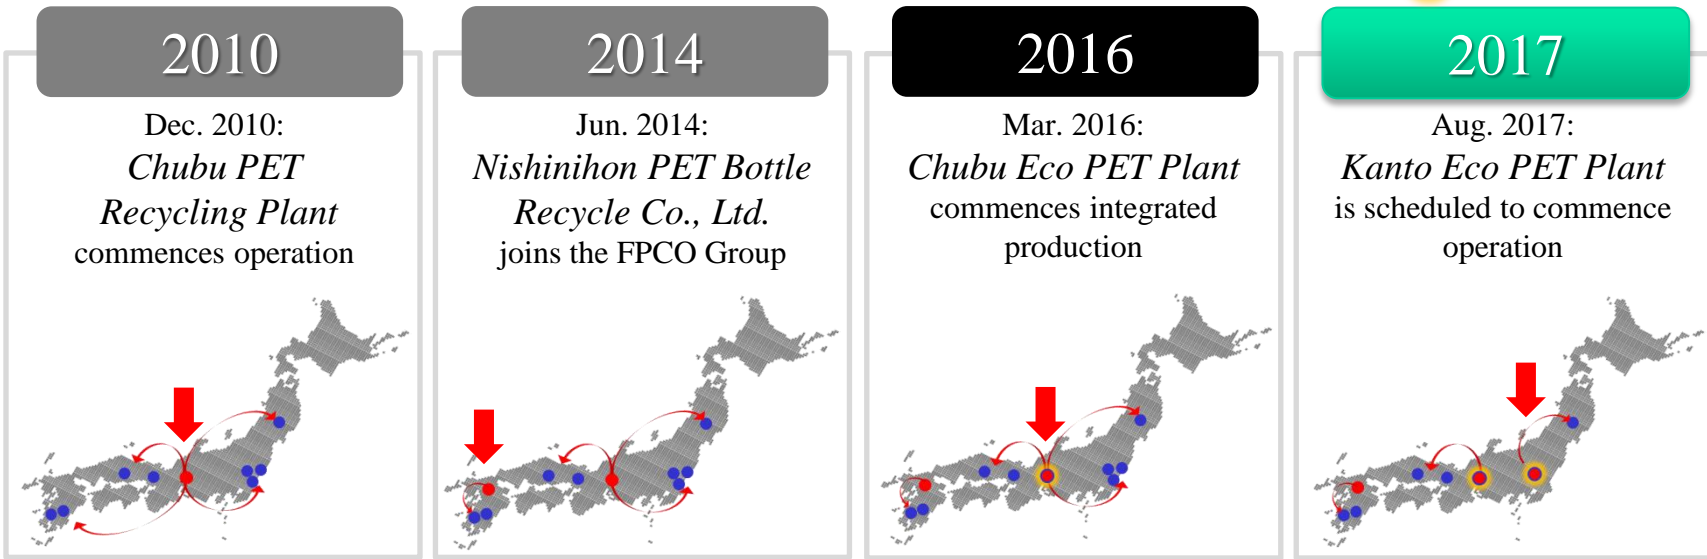 2010
Dec. 2010:
Chubu PET
Recycling Plant
commences operation
2014
Jun. 2014:
Nishinihon PET Bottle
Recycle Co., Ltd.
joins the FPCO Group
2016
Mar. 2016:
Chubu Eco PET Plant
commences integrated
production
2017
Aug. 2017:
Kanto Eco PET Plant
is scheduled to commence
operation